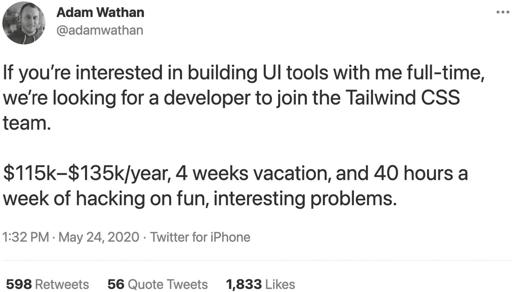 Adam Wathan
@adamwathan
If you’re interested in building UI tools with me full-time,
we’re looking for a developer to join the Tailwind CSS
team.
$115k–$135k/year, 4 weeks vacation, and 40 hours a
week of hacking on fun, interesting problems.
1:32 PM · May 24, 2020 · Twitter for iPhone
598 Retweets 56 Quote Tweets 1,833 Likes